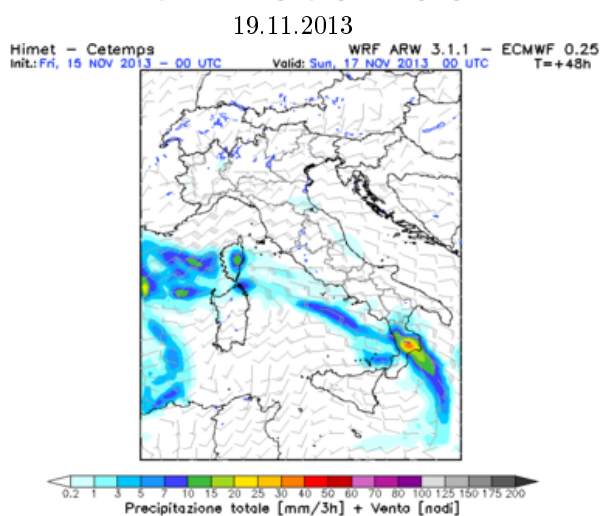 19.11.2013
Himet – Cetemps WRF ARW 3.1.1 – ECMWF 0.25
Init.: Fri, 15 NOV 2013 – 00 UTC Valid: Sun, 17 NOV 2013 00 UTC T=+48h
0.2 1 3 5 7 10 15 20 25 30 40 50 60 70 80 100 125 150 175 200
Precipitazione totale [mm/3h] + Vento [nodi]